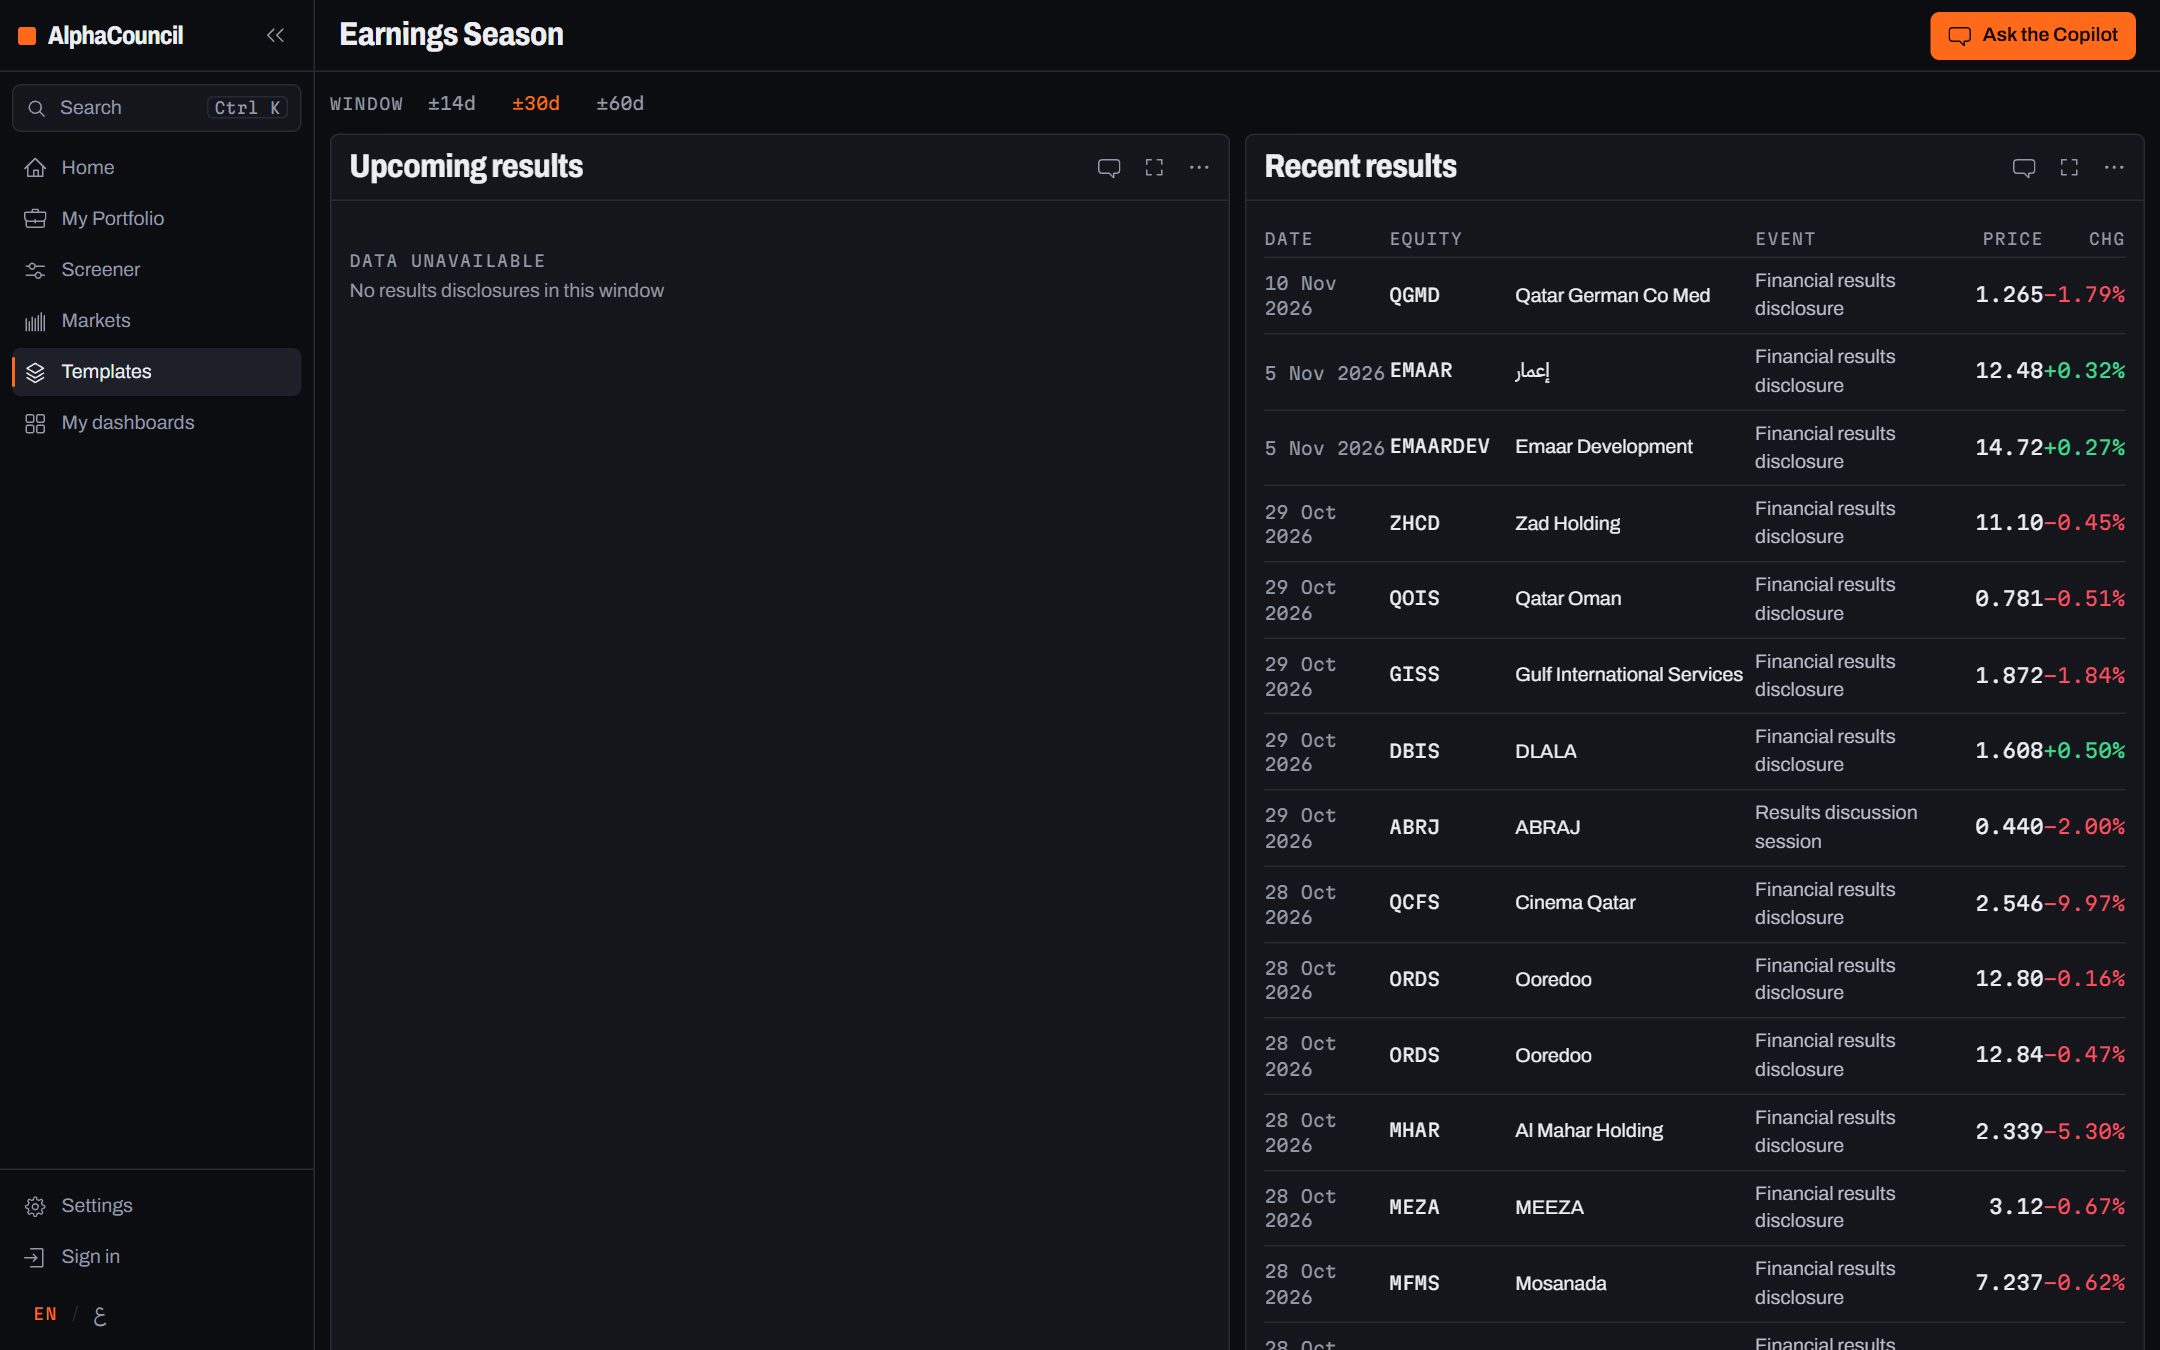 AlphaCouncil
Search
Ctrl K
Home
My Portfolio
Screener
Markets
Templates
My dashboards
Settings
Sign in
EN / ع
Earnings Season
Ask the Copilot
WINDOW ±14d ±30d ±60d
Upcoming results
DATA UNAVAILABLE
No results disclosures in this window
Recent results
DATE EQUITY EVENT PRICE CHG
10 Nov 2026 QGMD Qatar German Co Med Financial results disclosure 1.265 −1.79%
5 Nov 2026 EMAAR إعمار Financial results disclosure 12.48 +0.32%
5 Nov 2026 EMAARDEV Emaar Development Financial results disclosure 14.72 +0.27%
29 Oct 2026 ZHCD Zad Holding Financial results disclosure 11.10 −0.45%
29 Oct 2026 QOIS Qatar Oman Financial results disclosure 0.781 −0.51%
29 Oct 2026 GISS Gulf International Services Financial results disclosure 1.872 −1.84%
29 Oct 2026 DBIS DLALA Financial results disclosure 1.608 +0.50%
29 Oct 2026 ABRJ ABRAJ Results discussion session 0.440 −2.00%
28 Oct 2026 QCFS Cinema Qatar Financial results disclosure 2.546 −9.97%
28 Oct 2026 ORDS Ooredoo Financial results disclosure 12.80 −0.16%
28 Oct 2026 ORDS Ooredoo Financial results disclosure 12.84 −0.47%
28 Oct 2026 MHAR Al Mahar Holding Financial results disclosure 2.339 −5.30%
28 Oct 2026 MEZA MEEZA Financial results disclosure 3.12 −0.67%
28 Oct 2026 MFMS Mosanada Financial results disclosure 7.237 −0.62%
28 Oct Financial results